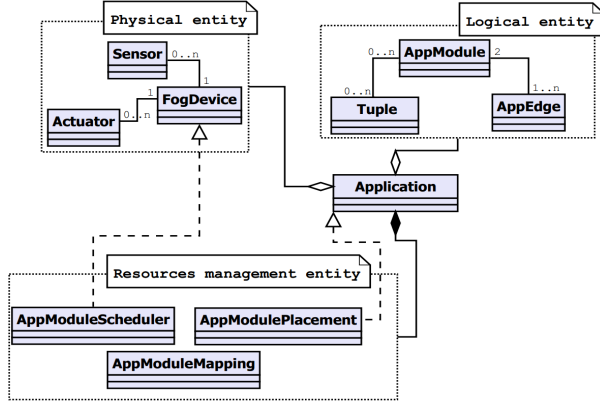 Physical entity
Sensor
0..n
1
FogDevice
1
Actuator
0..n
Logical entity
AppModule
0..n
2
0..n
1..n
Tuple
AppEdge
Application
Resources management entity
AppModuleScheduler
AppModulePlacement
AppModuleMapping